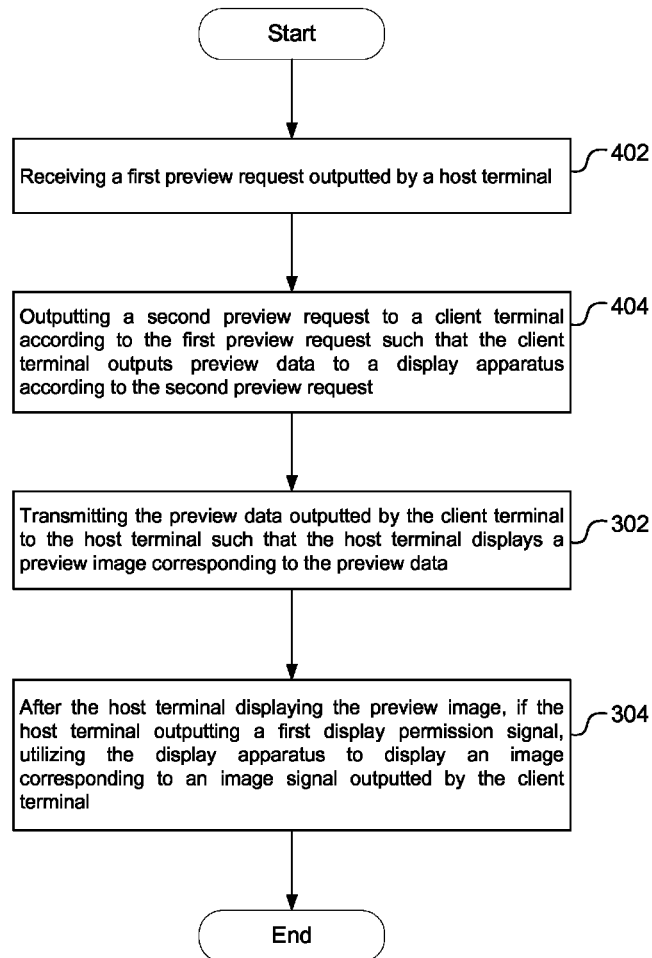 Start
Receiving a first preview request outputted by a host terminal
402
Outputting a second preview request to a client terminal
according to the first preview request such that the client
terminal outputs preview data to a display apparatus
according to the second preview request
404
Transmitting the preview data outputted by the client terminal
to the host terminal such that the host terminal displays a
preview image corresponding to the preview data
302
After the host terminal displaying the preview image, if the
host terminal outputting a first display permission signal,
utilizing the display apparatus to display an image
corresponding to an image signal outputted by the client
terminal
304
End